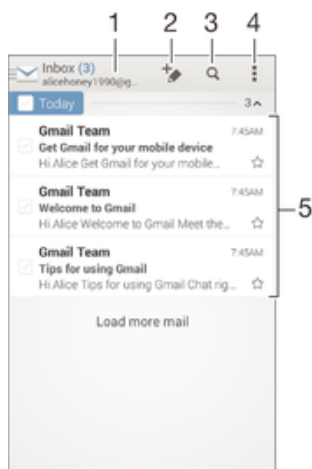 1 2 3 4
Inbox (3)
alicehoney1990@g...
Today 3
Gmail Team 7:45AM
Get Gmail for your mobile device
Hi Alice Get Gmail for your mobile...
Gmail Team 7:45AM
Welcome to Gmail
Hi Alice Welcome to Gmail Meet the...
5
Gmail Team 7:45AM
Tips for using Gmail
Hi Alice Tips for using Gmail Chat rig...
Load more mail